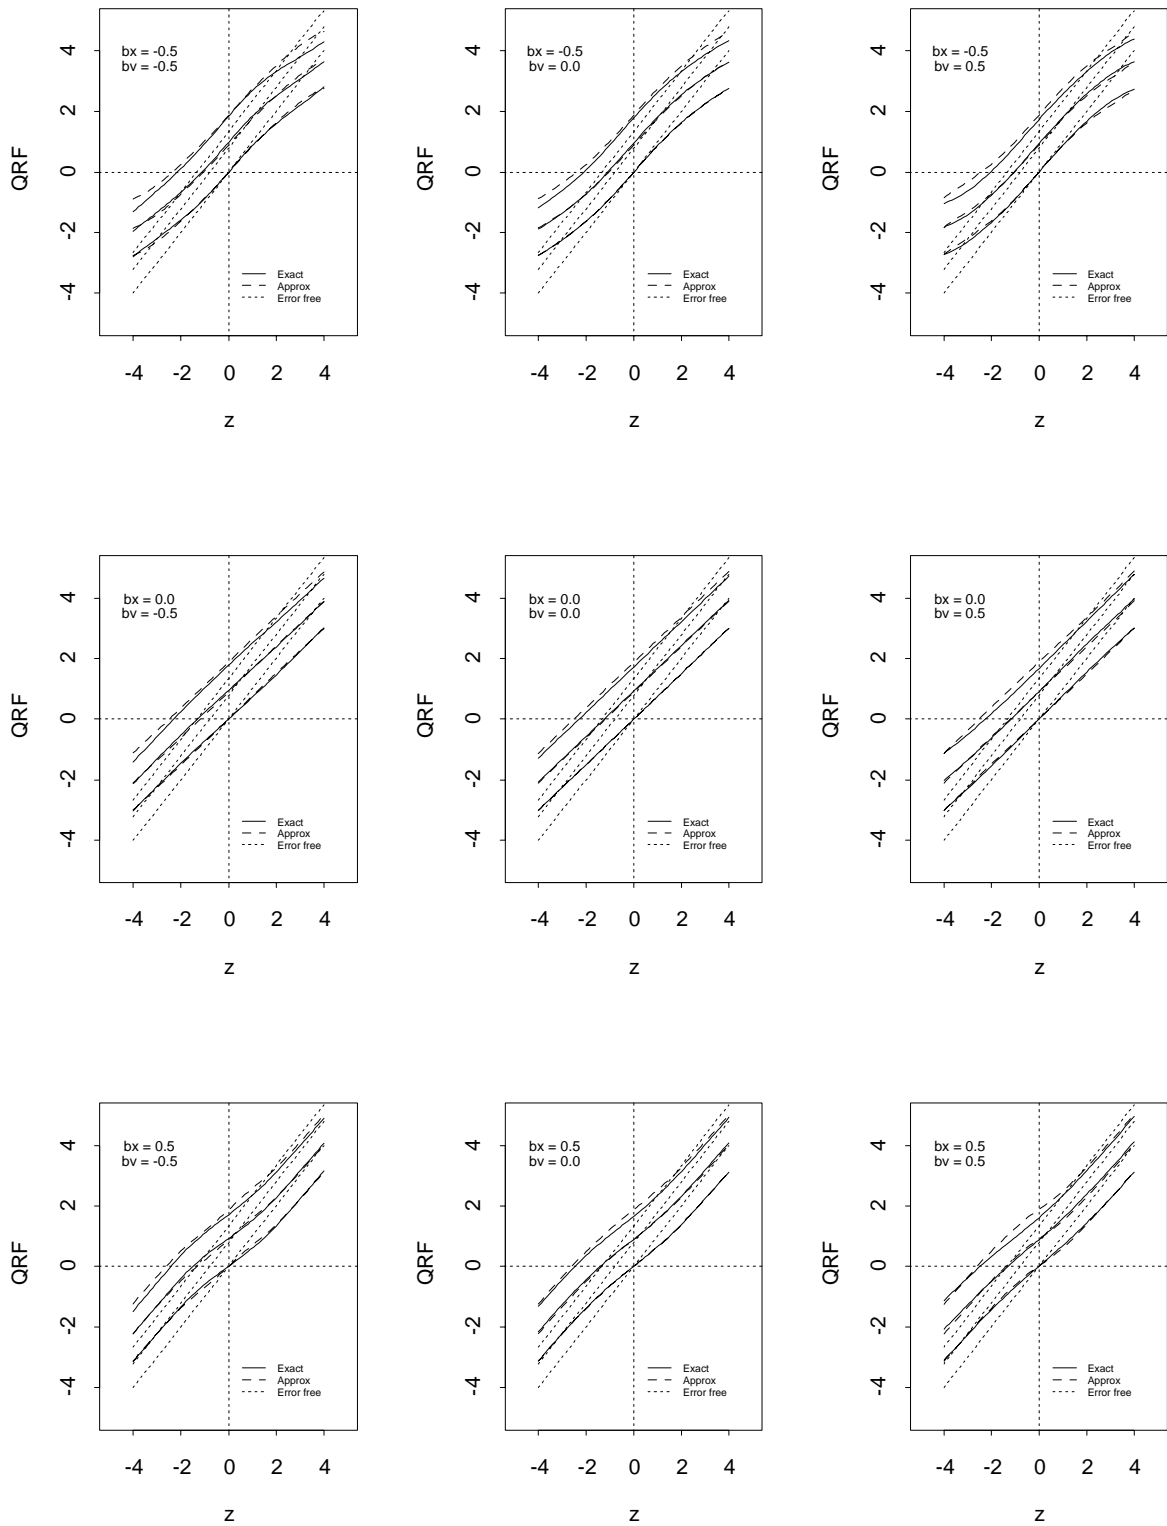 bx = -0.5
bv = -0.5
QRF
4
2
0
-2
-4
Exact
Approx
Error free
-4 -2 0 2 4
z
bx = -0.5
bv = 0.0
QRF
4
2
0
-2
-4
Exact
Approx
Error free
-4 -2 0 2 4
z
bx = -0.5
bv = 0.5
QRF
4
2
0
-2
-4
Exact
Approx
Error free
-4 -2 0 2 4
z
bx = 0.0
bv = -0.5
QRF
4
2
0
-2
-4
Exact
Approx
Error free
-4 -2 0 2 4
z
bx = 0.0
bv = 0.0
QRF
4
2
0
-2
-4
Exact
Approx
Error free
-4 -2 0 2 4
z
bx = 0.0
bv = 0.5
QRF
4
2
0
-2
-4
Exact
Approx
Error free
-4 -2 0 2 4
z
bx = 0.5
bv = -0.5
QRF
4
2
0
-2
-4
Exact
Approx
Error free
-4 -2 0 2 4
z
bx = 0.5
bv = 0.0
QRF
4
2
0
-2
-4
Exact
Approx
Error free
-4 -2 0 2 4
z
bx = 0.5
bv = 0.5
QRF
4
2
0
-2
-4
Exact
Approx
Error free
-4 -2 0 2 4
z